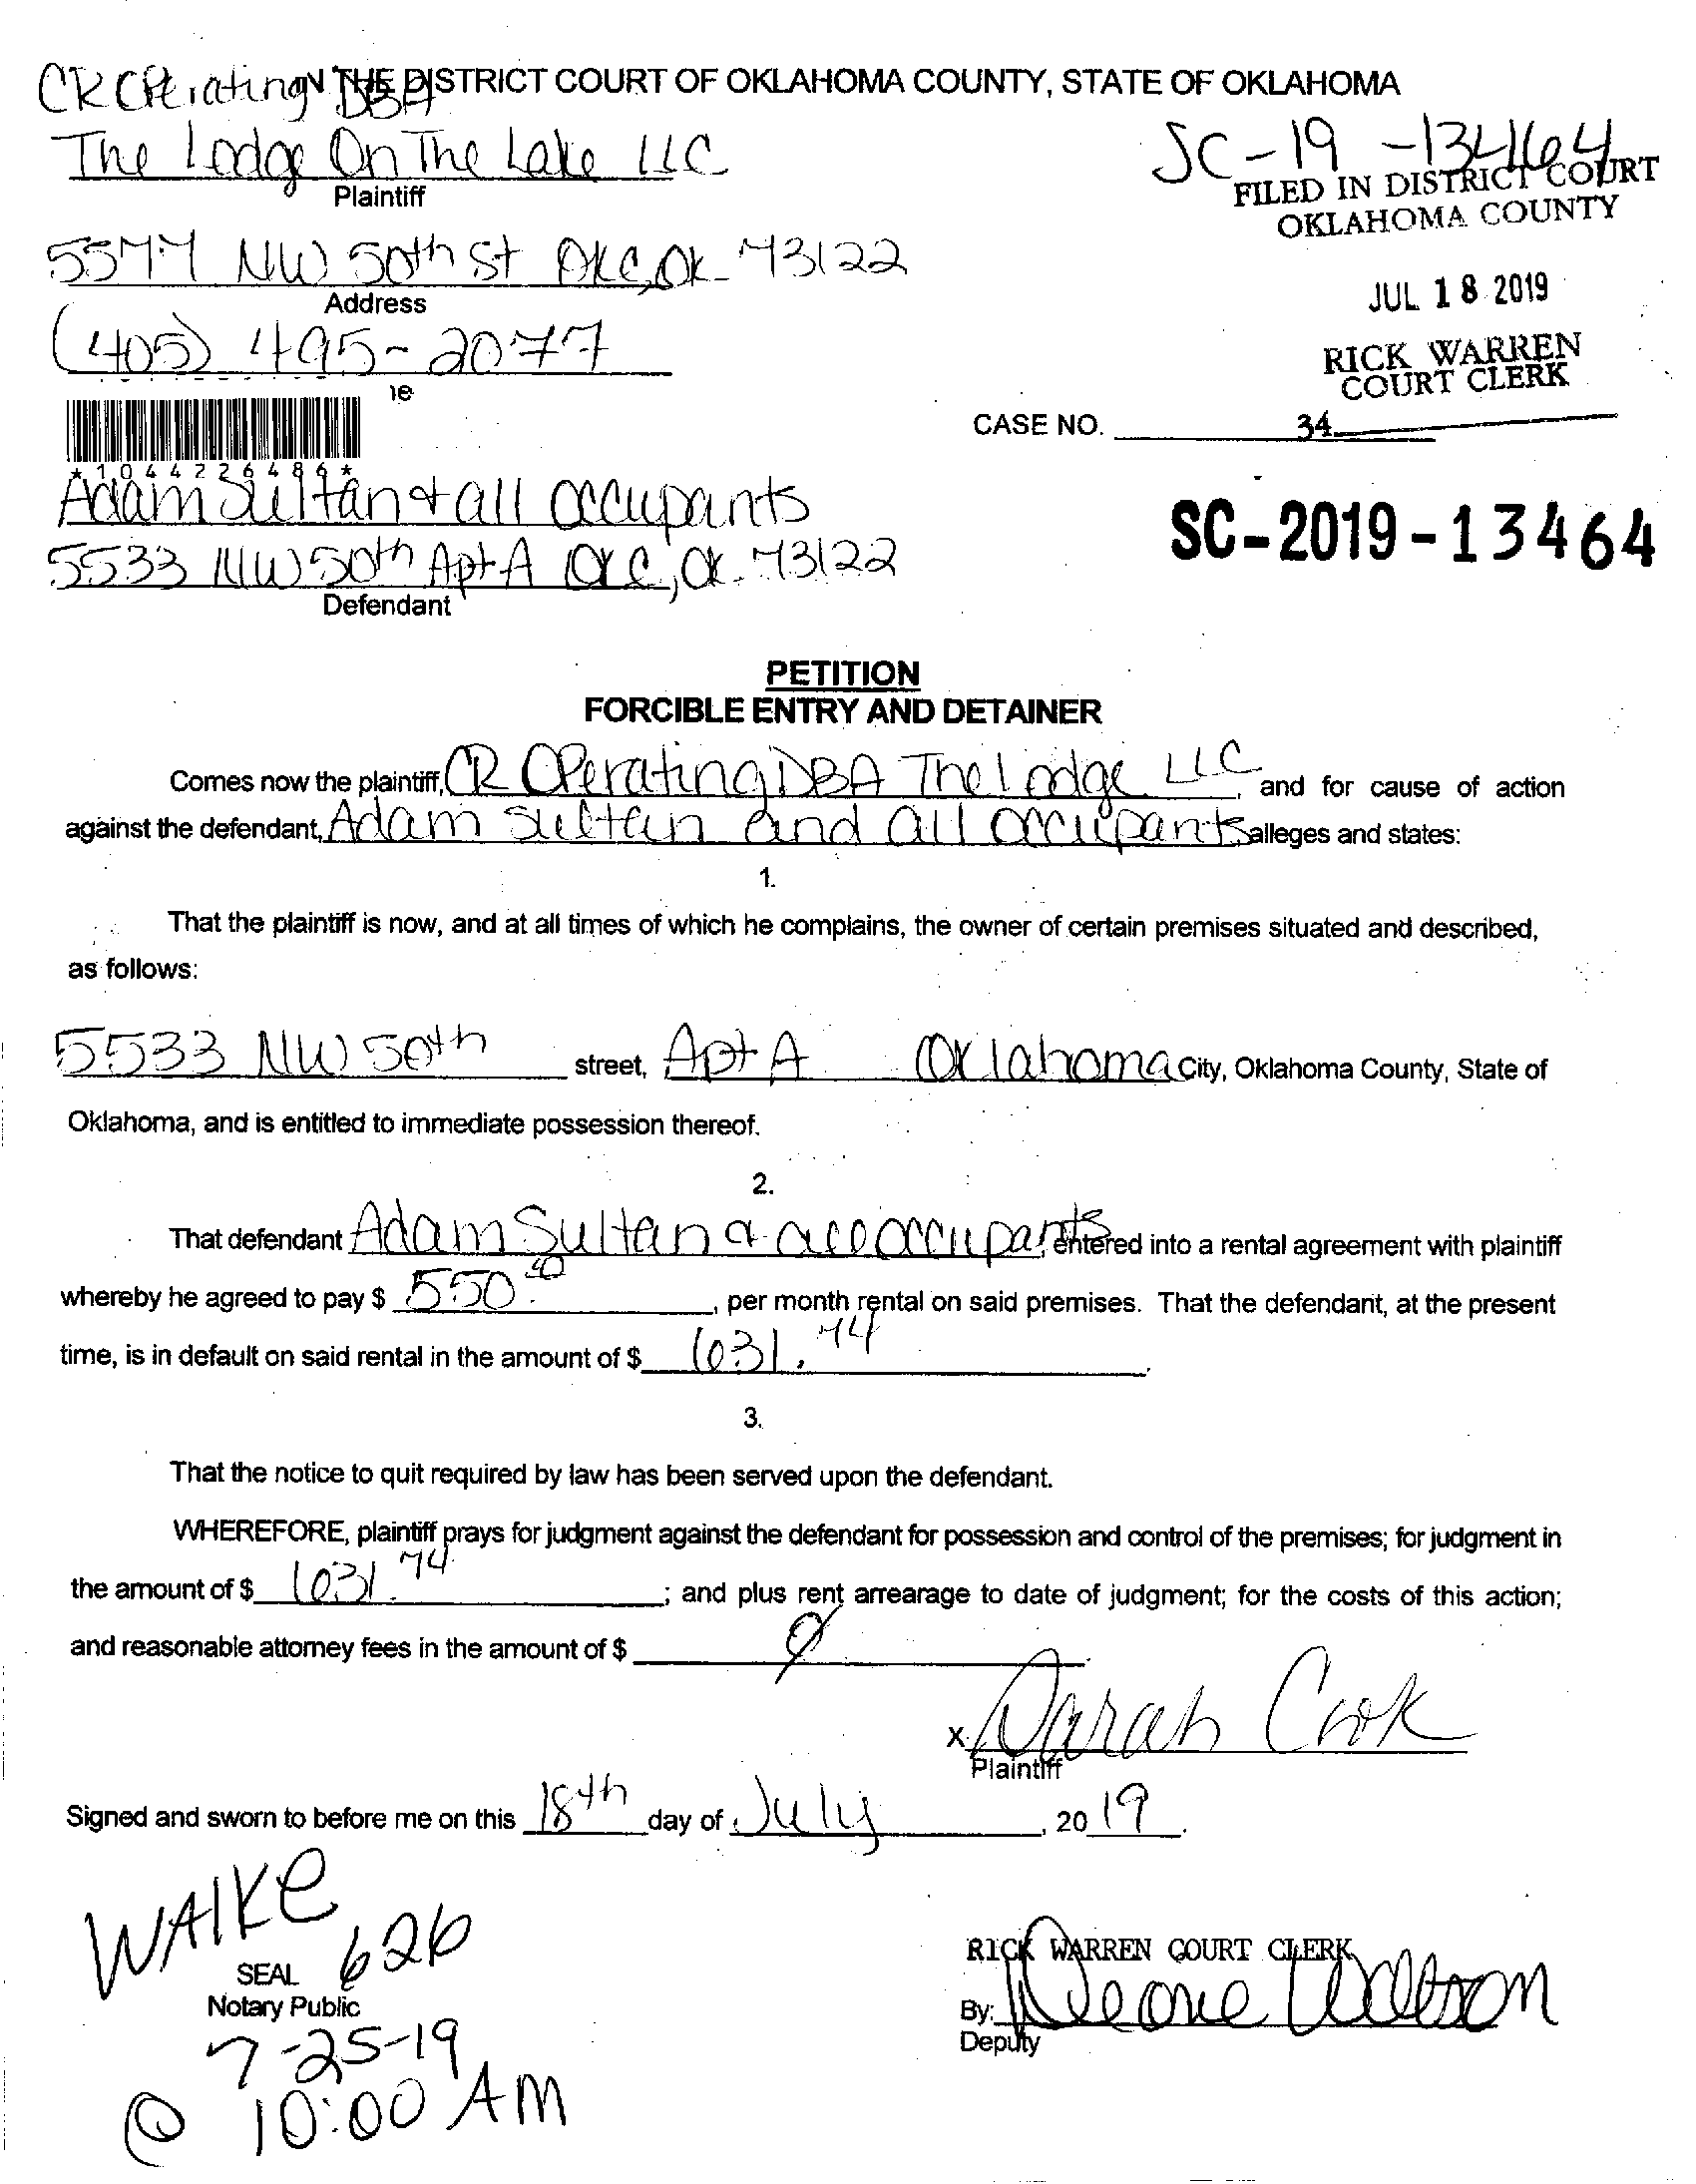 IN THE DISTRICT COURT OF OKLAHOMA COUNTY, STATE OF OKLAHOMA
CR Operating DBA
The Lodge On The Lake LLC
Plaintiff
SC-19-13464
FILED IN DISTRICT COURT
OKLAHOMA COUNTY
5577 NW 50th St OKC, OK 73122
Address
JUL 18 2019
(405) 495-2077
RICK WARREN
COURT CLERK
CASE NO.
34
*1044226486*
Adam Sultan + all occupants
SC-2019-13464
5533 NW 50th Apt A OKC, OK. 73122
Defendant
PETITION
FORCIBLE ENTRY AND DETAINER
Comes now the plaintiff, CR Operating DBA The Lodge LLC, and for cause of action
against the defendant, Adam Sultan and all occupants alleges and states:
1.
That the plaintiff is now, and at all times of which he complains, the owner of certain premises situated and described,
as follows:
5533 NW 50th street, Apt A Oklahoma City, Oklahoma County, State of
Oklahoma, and is entitled to immediate possession thereof.
2.
That defendant Adam Sultan & all occupants, entered into a rental agreement with plaintiff
whereby he agreed to pay $ 550.00, per month rental on said premises. That the defendant, at the present
time, is in default on said rental in the amount of $ 1031.74.
3.
That the notice to quit required by law has been served upon the defendant.
WHEREFORE, plaintiff prays for judgment against the defendant for possession and control of the premises; for judgment in
the amount of $ 1031.74; and plus rent arrearage to date of judgment; for the costs of this action;
and reasonable attorney fees in the amount of $ 0.
X Sarah Cook
Plaintiff
Signed and sworn to before me on this 18th day of July, 2019.
WAIKE
626
SEAL
Notary Public
RICK WARREN COURT CLERK
By:
Deputy
7-25-19
@ 10:00 AM